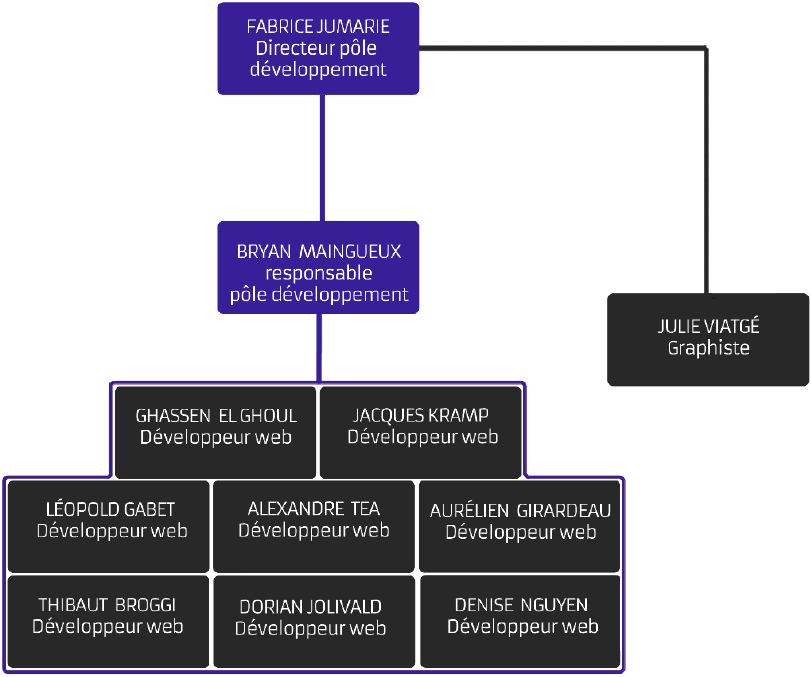 FABRICE JUMARIE
Directeur pôle
développement
BRYAN MAINGUEUX
responsable
pôle développement
JULIE VIATGÉ
Graphiste
GHASSEN EL GHOUL
Développeur web
JACQUES KRAMP
Développeur web
LÉOPOLD GABET
Développeur web
ALEXANDRE TEA
Développeur web
AURÉLIEN GIRARDEAU
Développeur web
THIBAUT BROGGI
Développeur web
DORIAN JOLIVALD
Développeur web
DENISE NGUYEN
Développeur web